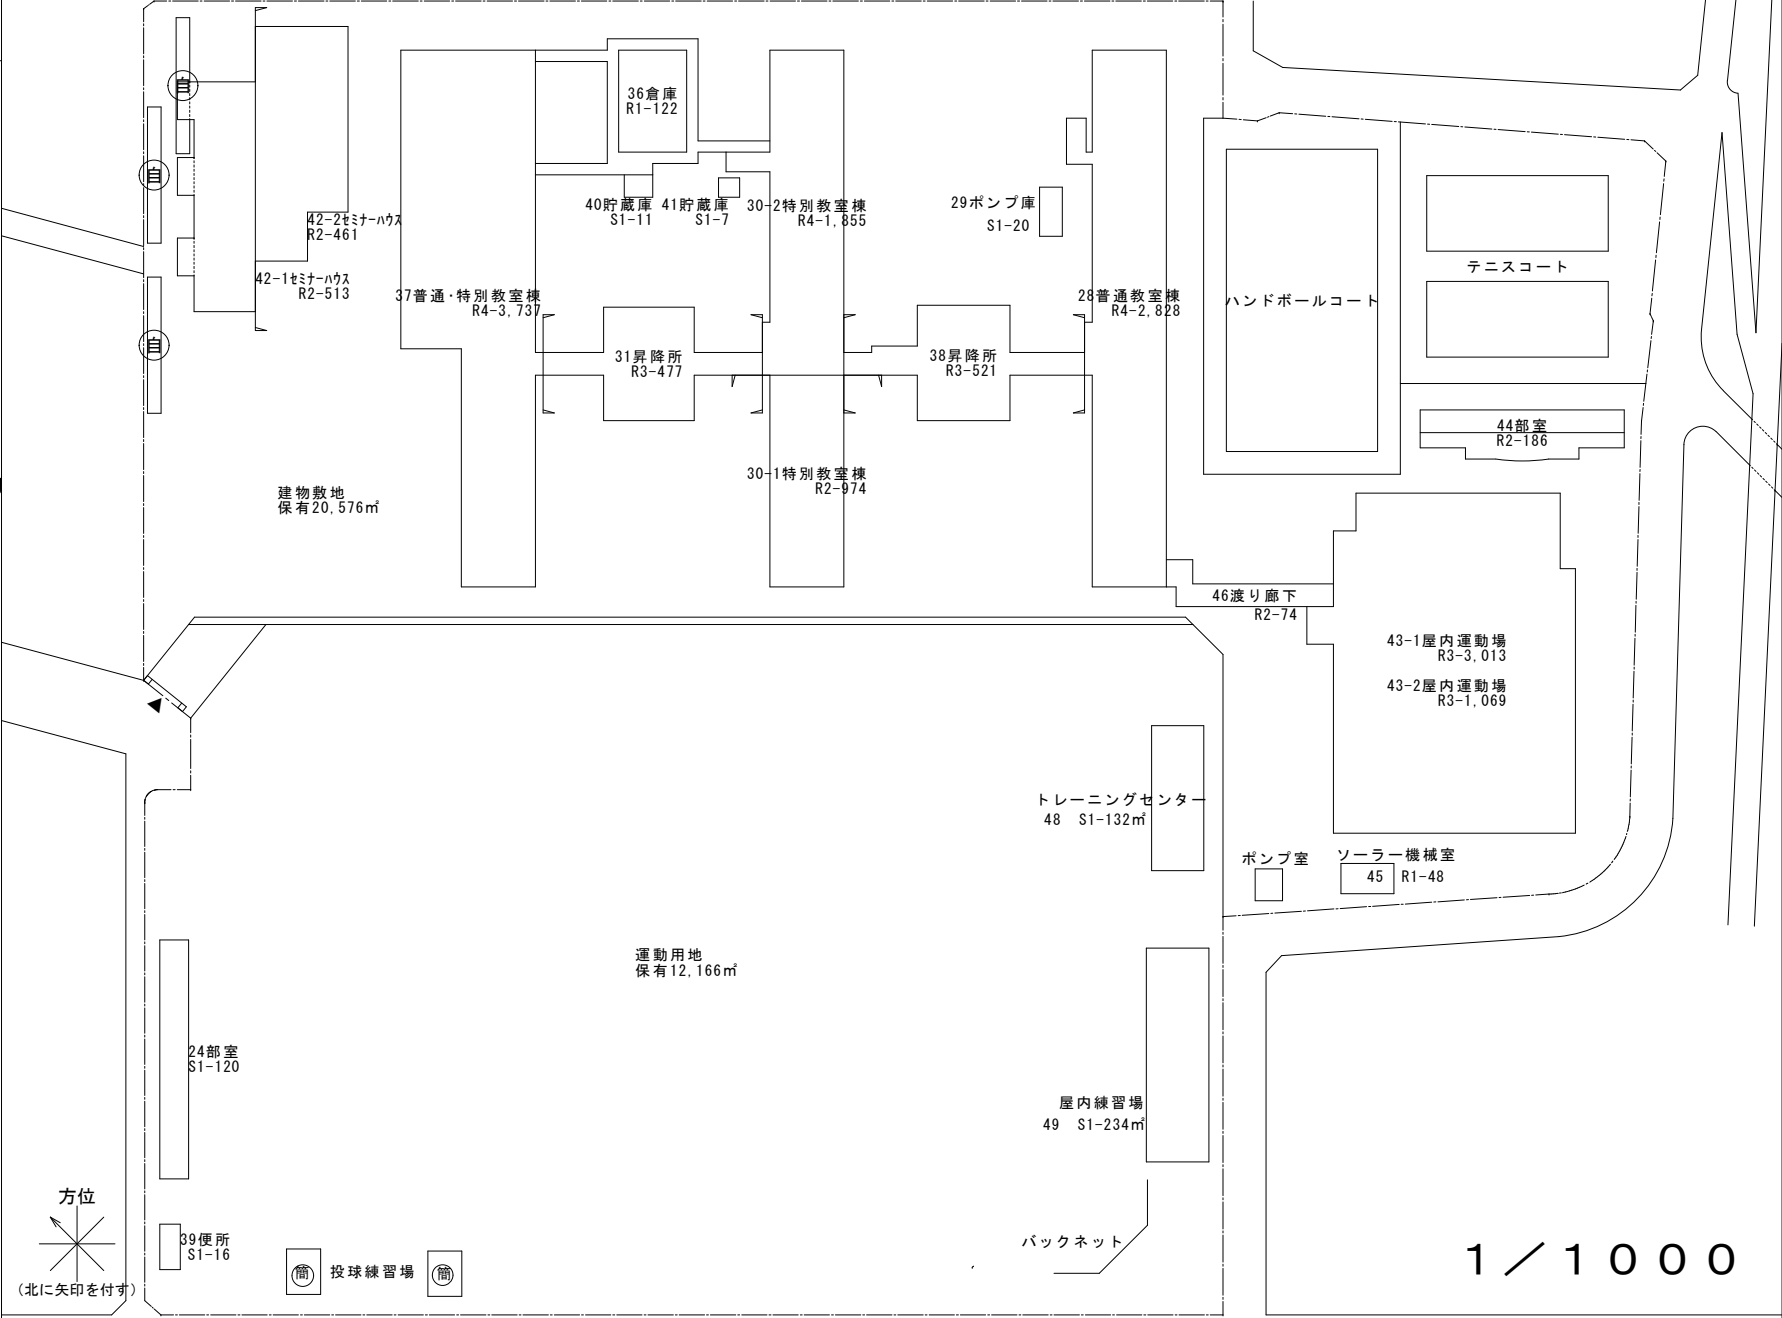 自
36倉庫
R1-122
自
40貯蔵庫
S1-11
41貯蔵庫
S1-7
30-2特別教室棟
R4-1,855
29ポンプ庫
S1-20
42-2セミナーハウス
R2-461
42-1セミナーハウス
R2-513
37普通・特別教室棟
R4-3,737
28普通教室棟
R4-2,828
ハンドボールコート
テニスコート
自
31昇降所
R3-477
38昇降所
R3-521
44部室
R2-186
30-1特別教室棟
R2-974
建物敷地
保有20,576㎡
46渡り廊下
R2-74
43-1屋内運動場
R3-3,013
43-2屋内運動場
R3-1,069
トレーニングセンター
48 S1-132㎡
ポンプ室
ソーラー機械室
45 R1-48
運動用地
保有12,166㎡
24部室
S1-120
屋内練習場
49 S1-234㎡
方位
(北に矢印を付す)
39便所
S1-16
簡 投球練習場 簡
バックネット
1／1000